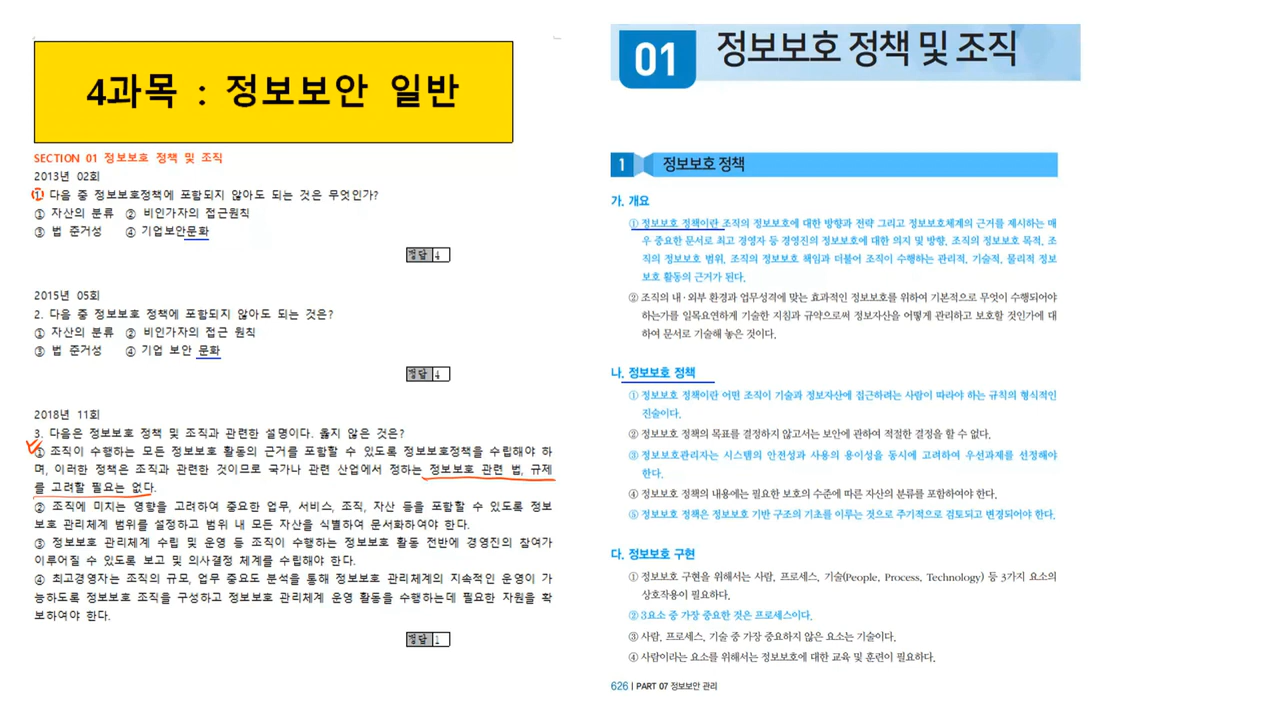 4과목 : 정보보안 일반
SECTION 01 정보보호 정책 및 조직
2013년 02회
1. 다음 중 정보보호정책에 포함되지 않아도 되는 것은 무엇인가?
① 자산의 분류 ② 비인가자의 접근원칙
③ 법 준거성 ④ 기업보안문화
정답 4
2015년 05회
2. 다음 중 정보보호 정책에 포함되지 않아도 되는 것은?
① 자산의 분류 ② 비인가자의 접근 원칙
③ 법 준거성 ④ 기업 보안 문화
정답 4
2018년 11회
3. 다음은 정보보호 정책 및 조직과 관련한 설명이다. 옳지 않은 것은?
① 조직이 수행하는 모든 정보보호 활동의 근거를 포함할 수 있도록 정보보호정책을 수립해야 하
며, 이러한 정책은 조직과 관련한 것이므로 국가나 관련 산업에서 정하는 정보보호 관련 법, 규제
를 고려할 필요는 없다.
② 조직에 미치는 영향을 고려하여 중요한 업무, 서비스, 조직, 자산 등을 포함할 수 있도록 정보
보호 관리체계 범위를 설정하고 범위 내 모든 자산을 식별하여 문서화하여야 한다.
③ 정보보호 관리체계 수립 및 운영 등 조직이 수행하는 정보보호 활동 전반에 경영진의 참여가
이루어질 수 있도록 보고 및 의사결정 체계를 수립해야 한다.
④ 최고경영자는 조직의 규모, 업무 중요도 분석을 통해 정보보호 관리체계의 지속적인 운영이 가
능하도록 정보보호 조직을 구성하고 정보보호 관리체계 운영 활동을 수행하는데 필요한 자원을 확
보하여야 한다.
정답 1
01 정보보호 정책 및 조직
1 정보보호 정책
가. 개요
① 정보보호 정책이란 조직의 정보보호에 대한 방향과 전략 그리고 정보보호체계의 근거를 제시하는 매
우 중요한 문서로 최고 경영자 등 경영진의 정보보호에 대한 의지 및 방향, 조직의 정보보호 목적, 조
직의 정보보호 범위, 조직의 정보보호 책임과 더불어 조직이 수행하는 관리적, 기술적, 물리적 정보
보호 활동의 근거가 된다.
② 조직의 내·외부 환경과 업무성격에 맞는 효과적인 정보보호를 위하여 기본적으로 무엇이 수행되어야
하는가를 일목요연하게 기술한 지침과 규약으로써 정보자산을 어떻게 관리하고 보호할 것인가에 대
하여 문서로 기술해 놓은 것이다.
나. 정보보호 정책
① 정보보호 정책이란 어떤 조직이 기술과 정보자산에 접근하려는 사람이 따라야 하는 규칙의 형식적인
진술이다.
② 정보보호 정책의 목표를 결정하지 않고서는 보안에 관하여 적절한 결정을 할 수 없다.
③ 정보보호관리자는 시스템의 안전성과 사용의 용이성을 동시에 고려하여 우선과제를 선정해야
한다.
④ 정보보호 정책의 내용에는 필요한 보호의 수준에 따른 자산의 분류를 포함하여야 한다.
⑤ 정보보호 정책은 정보보호 기반 구조의 기초를 이루는 것으로 주기적으로 검토되고 변경되어야 한다.
다. 정보보호 구현
① 정보보호 구현을 위해서는 사람, 프로세스, 기술(People, Process, Technology) 등 3가지 요소의
상호작용이 필요하다.
② 3요소 중 가장 중요한 것은 프로세스이다.
③ 사람, 프로세스, 기술 중 가장 중요하지 않은 요소는 기술이다.
④ 사람이라는 요소를 위해서는 정보보호에 대한 교육 및 훈련이 필요하다.
626 | PART 07 정보보안 관리